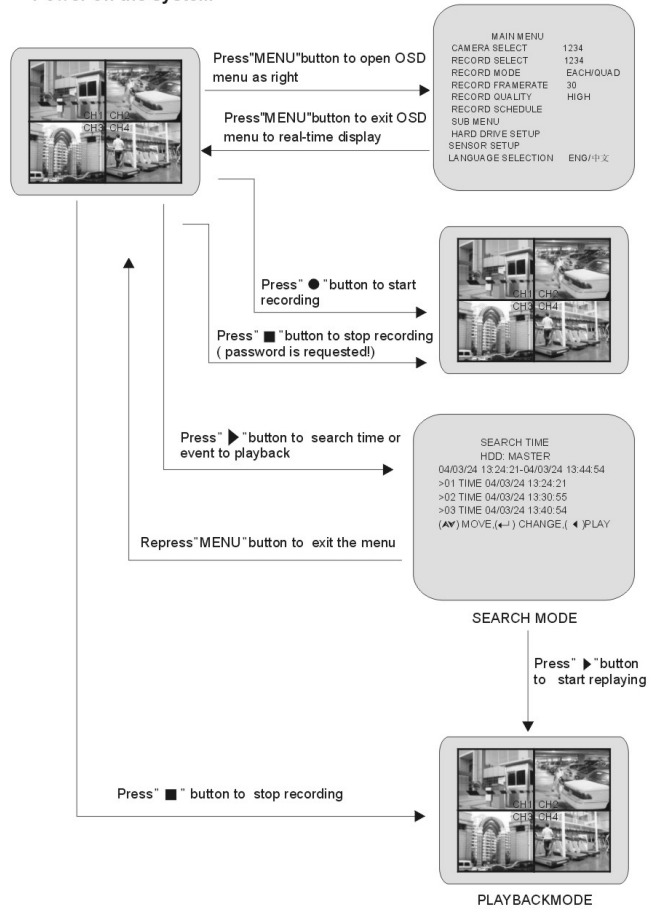 Press"MENU"button to open OSD
menu as right
Press"MENU"button to exit OSD
menu to real-time display
CH1 CH2
CH3 CH4
MAIN MENU
CAMERA SELECT 1234
RECORD SELECT 1234
RECORD MODE EACH/QUAD
RECORD FRAMERATE 30
RECORD QUALITY HIGH
RECORD SCHEDULE
SUB MENU
HARD DRIVE SETUP
SENSOR SETUP
LANGUAGE SELECTION ENG/中文
Press" ● "button to start
recording
Press" ■ "button to stop recording
( password is requested!)
CH1 CH2
CH3 CH4
Press" ▶ "button to search time or
event to playback
SEARCH TIME
HDD: MASTER
04/03/24 13:24:21-04/03/24 13:44:54
>01 TIME 04/03/24 13:24:21
>02 TIME 04/03/24 13:30:55
>03 TIME 04/03/24 13:40:54
(▲▼) MOVE,(↵) CHANGE,( ◀ )PLAY
Repress"MENU"button to exit the menu
SEARCH MODE
Press" ▶ "button
to start replaying
Press" ■ " button to stop recording
CH1 CH2
CH3 CH4
PLAYBACKMODE